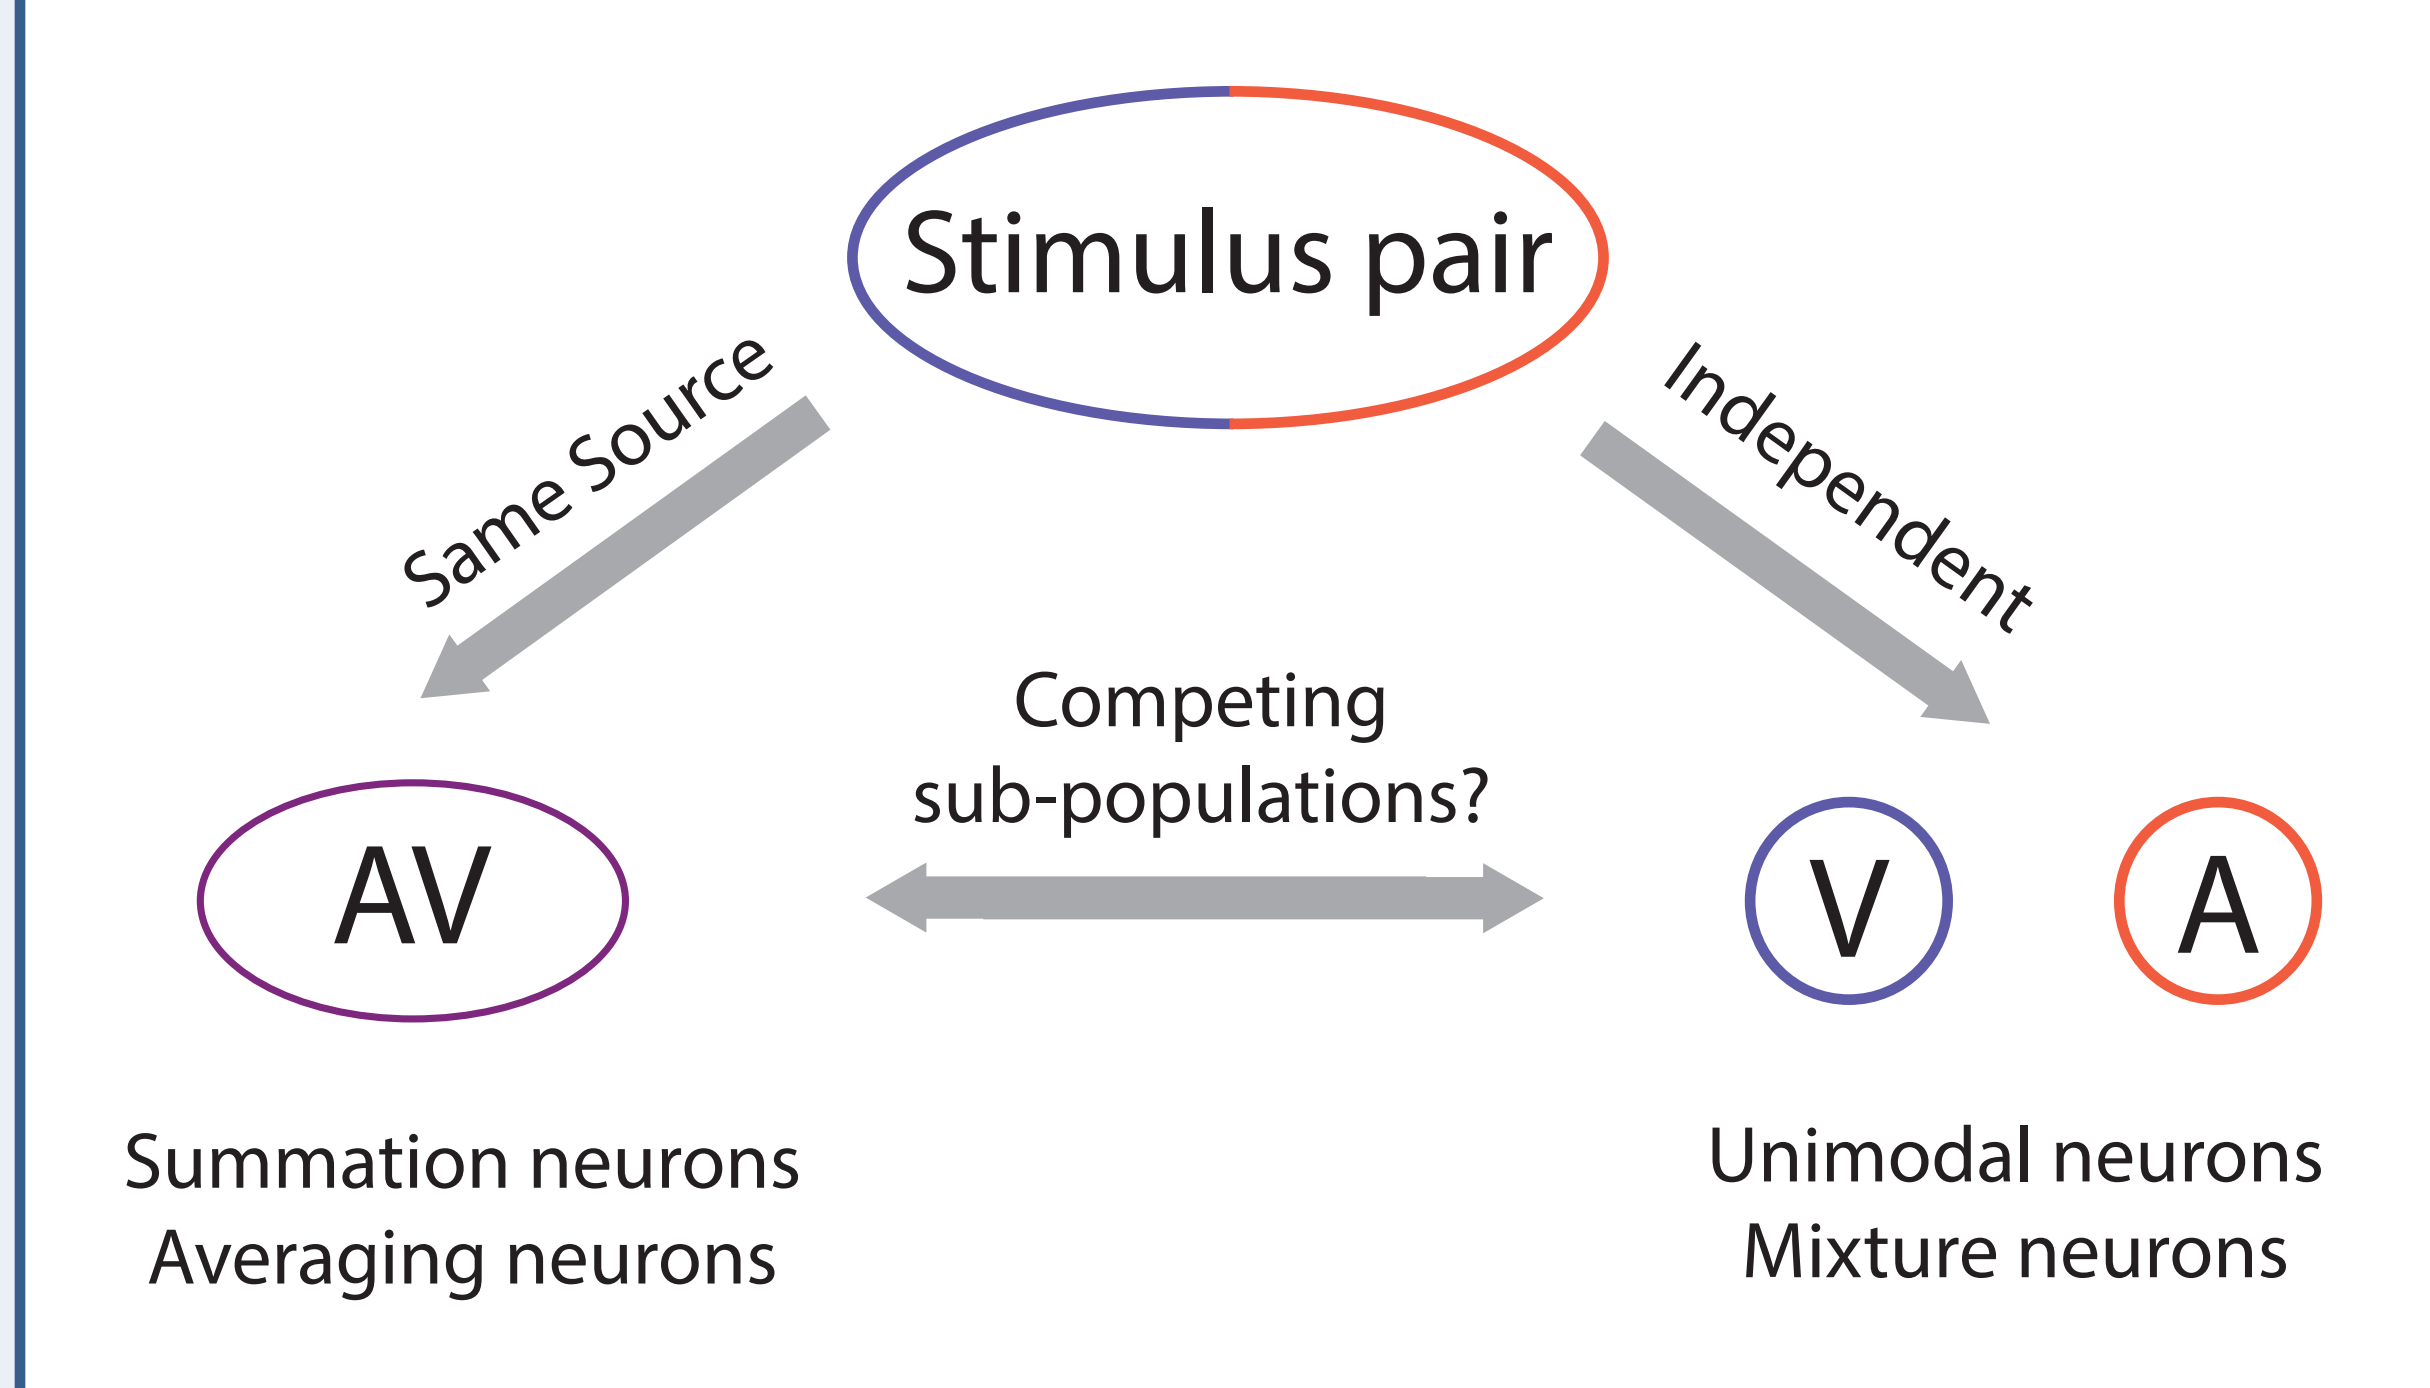 Stimulus pair
Same Source
Independent
Competing
sub-populations?
AV
V
A
Summation neurons
Averaging neurons
Unimodal neurons
Mixture neurons